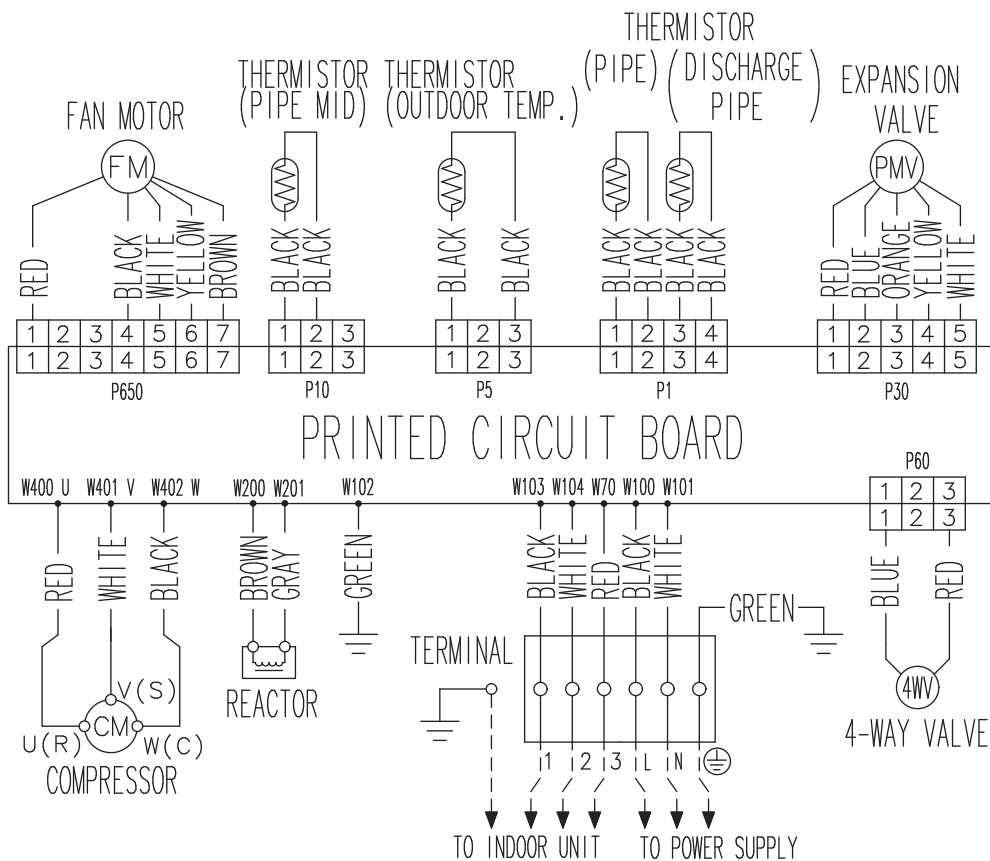 THERMISTOR
(PIPE) (DISCHARGE PIPE)
THERMISTOR (PIPE MID)
THERMISTOR (OUTDOOR TEMP.)
EXPANSION VALVE
FAN MOTOR
FM
PMV
RED BLACK WHITE YELLOW BROWN
BLACK BLACK
BLACK BLACK
BLACK BLACK BLACK BLACK
RED BLUE ORANGE YELLOW WHITE
1 2 3 4 5 6 7
1 2 3
1 2 3
1 2 3 4
1 2 3 4 5
1 2 3 4 5 6 7
1 2 3
1 2 3
1 2 3 4
1 2 3 4 5
P650
P10
P5
P1
P30
PRINTED CIRCUIT BOARD
P60
W400 U W401 V W402 W W200 W201 W102 W103 W104 W70 W100 W101
1 2 3
1 2 3
RED WHITE BLACK
BROWN GRAY
GREEN
BLACK WHITE RED BLACK WHITE
BLUE RED
GREEN
TERMINAL
V(S)
CM
U(R)
W(C)
COMPRESSOR
REACTOR
4WV
4-WAY VALVE
1 2 3 L N
TO INDOOR UNIT
TO POWER SUPPLY